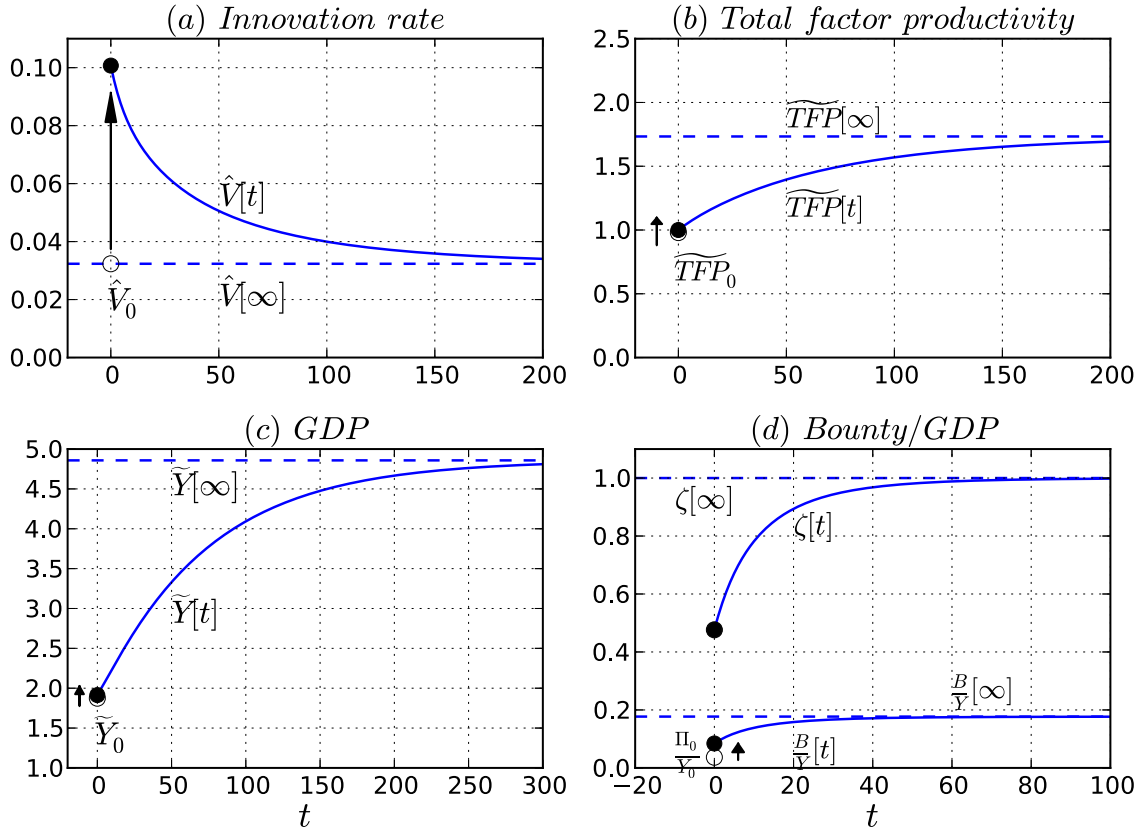 (a) Innovation rate
0.10
0.08
0.06
0.04
0.02
0.00
V̂[t]
V̂₀
V̂[∞]
0 50 100 150 200
(b) Total factor productivity
2.5
2.0
1.5
1.0
0.5
0.0
T͠F͠P[∞]
T͠F͠P[t]
T͠F͠P₀
0 50 100 150 200
(c) GDP
5.0
4.5
4.0
3.5
3.0
2.5
2.0
1.5
1.0
Ỹ[∞]
Ỹ[t]
Ỹ₀
0 50 100 150 200 250 300
t
(d) Bounty/GDP
1.0
0.8
0.6
0.4
0.2
0.0
ζ[∞]
ζ[t]
B/Y[∞]
Π₀/Y₀
B/Y[t]
−20 0 20 40 60 80 100
t